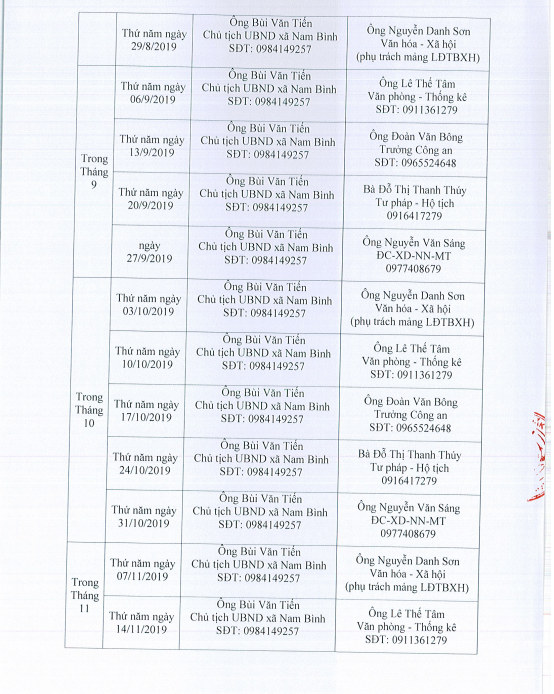 Thứ năm ngày
29/8/2019
Ông Bùi Văn Tiến
Chủ tịch UBND xã Nam Bình
SĐT: 0984149257
Ông Nguyễn Danh Sơn
Văn hóa - Xã hội
(phụ trách mảng LĐTBXH)
Trong
Tháng
9
Thứ năm ngày
06/9/2019
Ông Bùi Văn Tiến
Chủ tịch UBND xã Nam Bình
SĐT: 0984149257
Ông Lê Thế Tâm
Văn phòng - Thống kê
SĐT: 0911361279
Thứ năm ngày
13/9/2019
Ông Bùi Văn Tiến
Chủ tịch UBND xã Nam Bình
SĐT: 0984149257
Ông Đoàn Văn Bông
Trưởng Công an
SĐT: 0965524648
Thứ năm ngày
20/9/2019
Ông Bùi Văn Tiến
Chủ tịch UBND xã Nam Bình
SĐT: 0984149257
Bà Đỗ Thị Thanh Thúy
Tư pháp - Hộ tịch
0916417279
ngày
27/9/2019
Ông Bùi Văn Tiến
Chủ tịch UBND xã Nam Bình
SĐT: 0984149257
Ông Nguyễn Văn Sáng
ĐC-XD-NN-MT
0977408679
Trong
Tháng
10
Thứ năm ngày
03/10/2019
Ông Bùi Văn Tiến
Chủ tịch UBND xã Nam Bình
SĐT: 0984149257
Ông Nguyễn Danh Sơn
Văn hóa - Xã hội
(phụ trách mảng LĐTBXH)
Thứ năm ngày
10/10/2019
Ông Bùi Văn Tiến
Chủ tịch UBND xã Nam Bình
SĐT: 0984149257
Ông Lê Thế Tâm
Văn phòng - Thống kê
SĐT: 0911361279
Thứ năm ngày
17/10/2019
Ông Bùi Văn Tiến
Chủ tịch UBND xã Nam Bình
SĐT: 0984149257
Ông Đoàn Văn Bông
Trưởng Công an
SĐT: 0965524648
Thứ năm ngày
24/10/2019
Ông Bùi Văn Tiến
Chủ tịch UBND xã Nam Bình
SĐT: 0984149257
Bà Đỗ Thị Thanh Thúy
Tư pháp - Hộ tịch
0916417279
Thứ năm ngày
31/10/2019
Ông Bùi Văn Tiến
Chủ tịch UBND xã Nam Bình
SĐT: 0984149257
Ông Nguyễn Văn Sáng
ĐC-XD-NN-MT
0977408679
Trong
Tháng
11
Thứ năm ngày
07/11/2019
Ông Bùi Văn Tiến
Chủ tịch UBND xã Nam Bình
SĐT: 0984149257
Ông Nguyễn Danh Sơn
Văn hóa - Xã hội
(phụ trách mảng LĐTBXH)
Thứ năm ngày
14/11/2019
Ông Bùi Văn Tiến
Chủ tịch UBND xã Nam Bình
SĐT: 0984149257
Ông Lê Thế Tâm
Văn phòng - Thống kê
SĐT: 0911361279